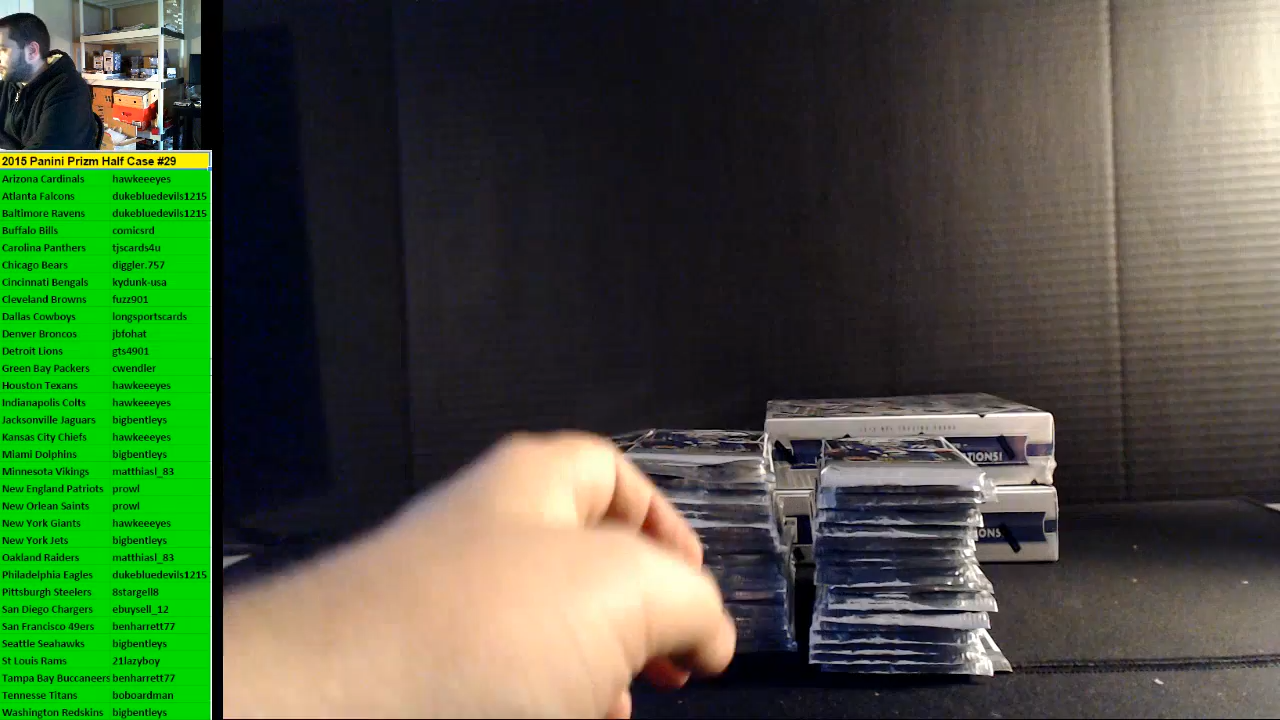 2015 Panini Prizm Half Case #29
Arizona Cardinals hawkeeeyes
Atlanta Falcons dukebluedevils1215
Baltimore Ravens dukebluedevils1215
Buffalo Bills comicsrd
Carolina Panthers tjscards4u
Chicago Bears diggler.757
Cincinnati Bengals kydunk-usa
Cleveland Browns fuzz901
Dallas Cowboys longsportscards
Denver Broncos jbfohat
Detroit Lions gts4901
Green Bay Packers cwendler
Houston Texans hawkeeeyes
Indianapolis Colts hawkeeeyes
Jacksonville Jaguars bigbentleys
Kansas City Chiefs hawkeeeyes
Miami Dolphins bigbentleys
Minnesota Vikings matthiasl_83
New England Patriots prowl
New Orlean Saints prowl
New York Giants hawkeeeyes
New York Jets bigbentleys
Oakland Raiders matthiasl_83
Philadelphia Eagles dukebluedevils1215
Pittsburgh Steelers 8stargell8
San Diego Chargers ebuysell_12
San Francisco 49ers benharrett77
Seattle Seahawks bigbentleys
St Louis Rams 21lazyboy
Tampa Bay Buccaneers benharrett77
Tennesse Titans boboardman
Washington Redskins bigbentleys
TIONS!
ONS!